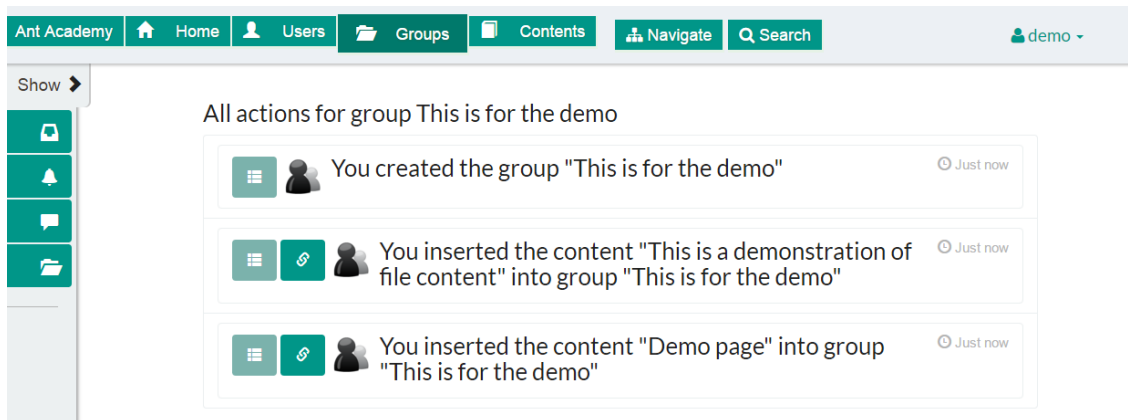 Ant Academy Home Users Groups Contents Navigate Search demo
Show
All actions for group This is for the demo
You created the group "This is for the demo" Just now
You inserted the content "This is a demonstration of Just now
file content" into group "This is for the demo"
You inserted the content "Demo page" into group Just now
"This is for the demo"